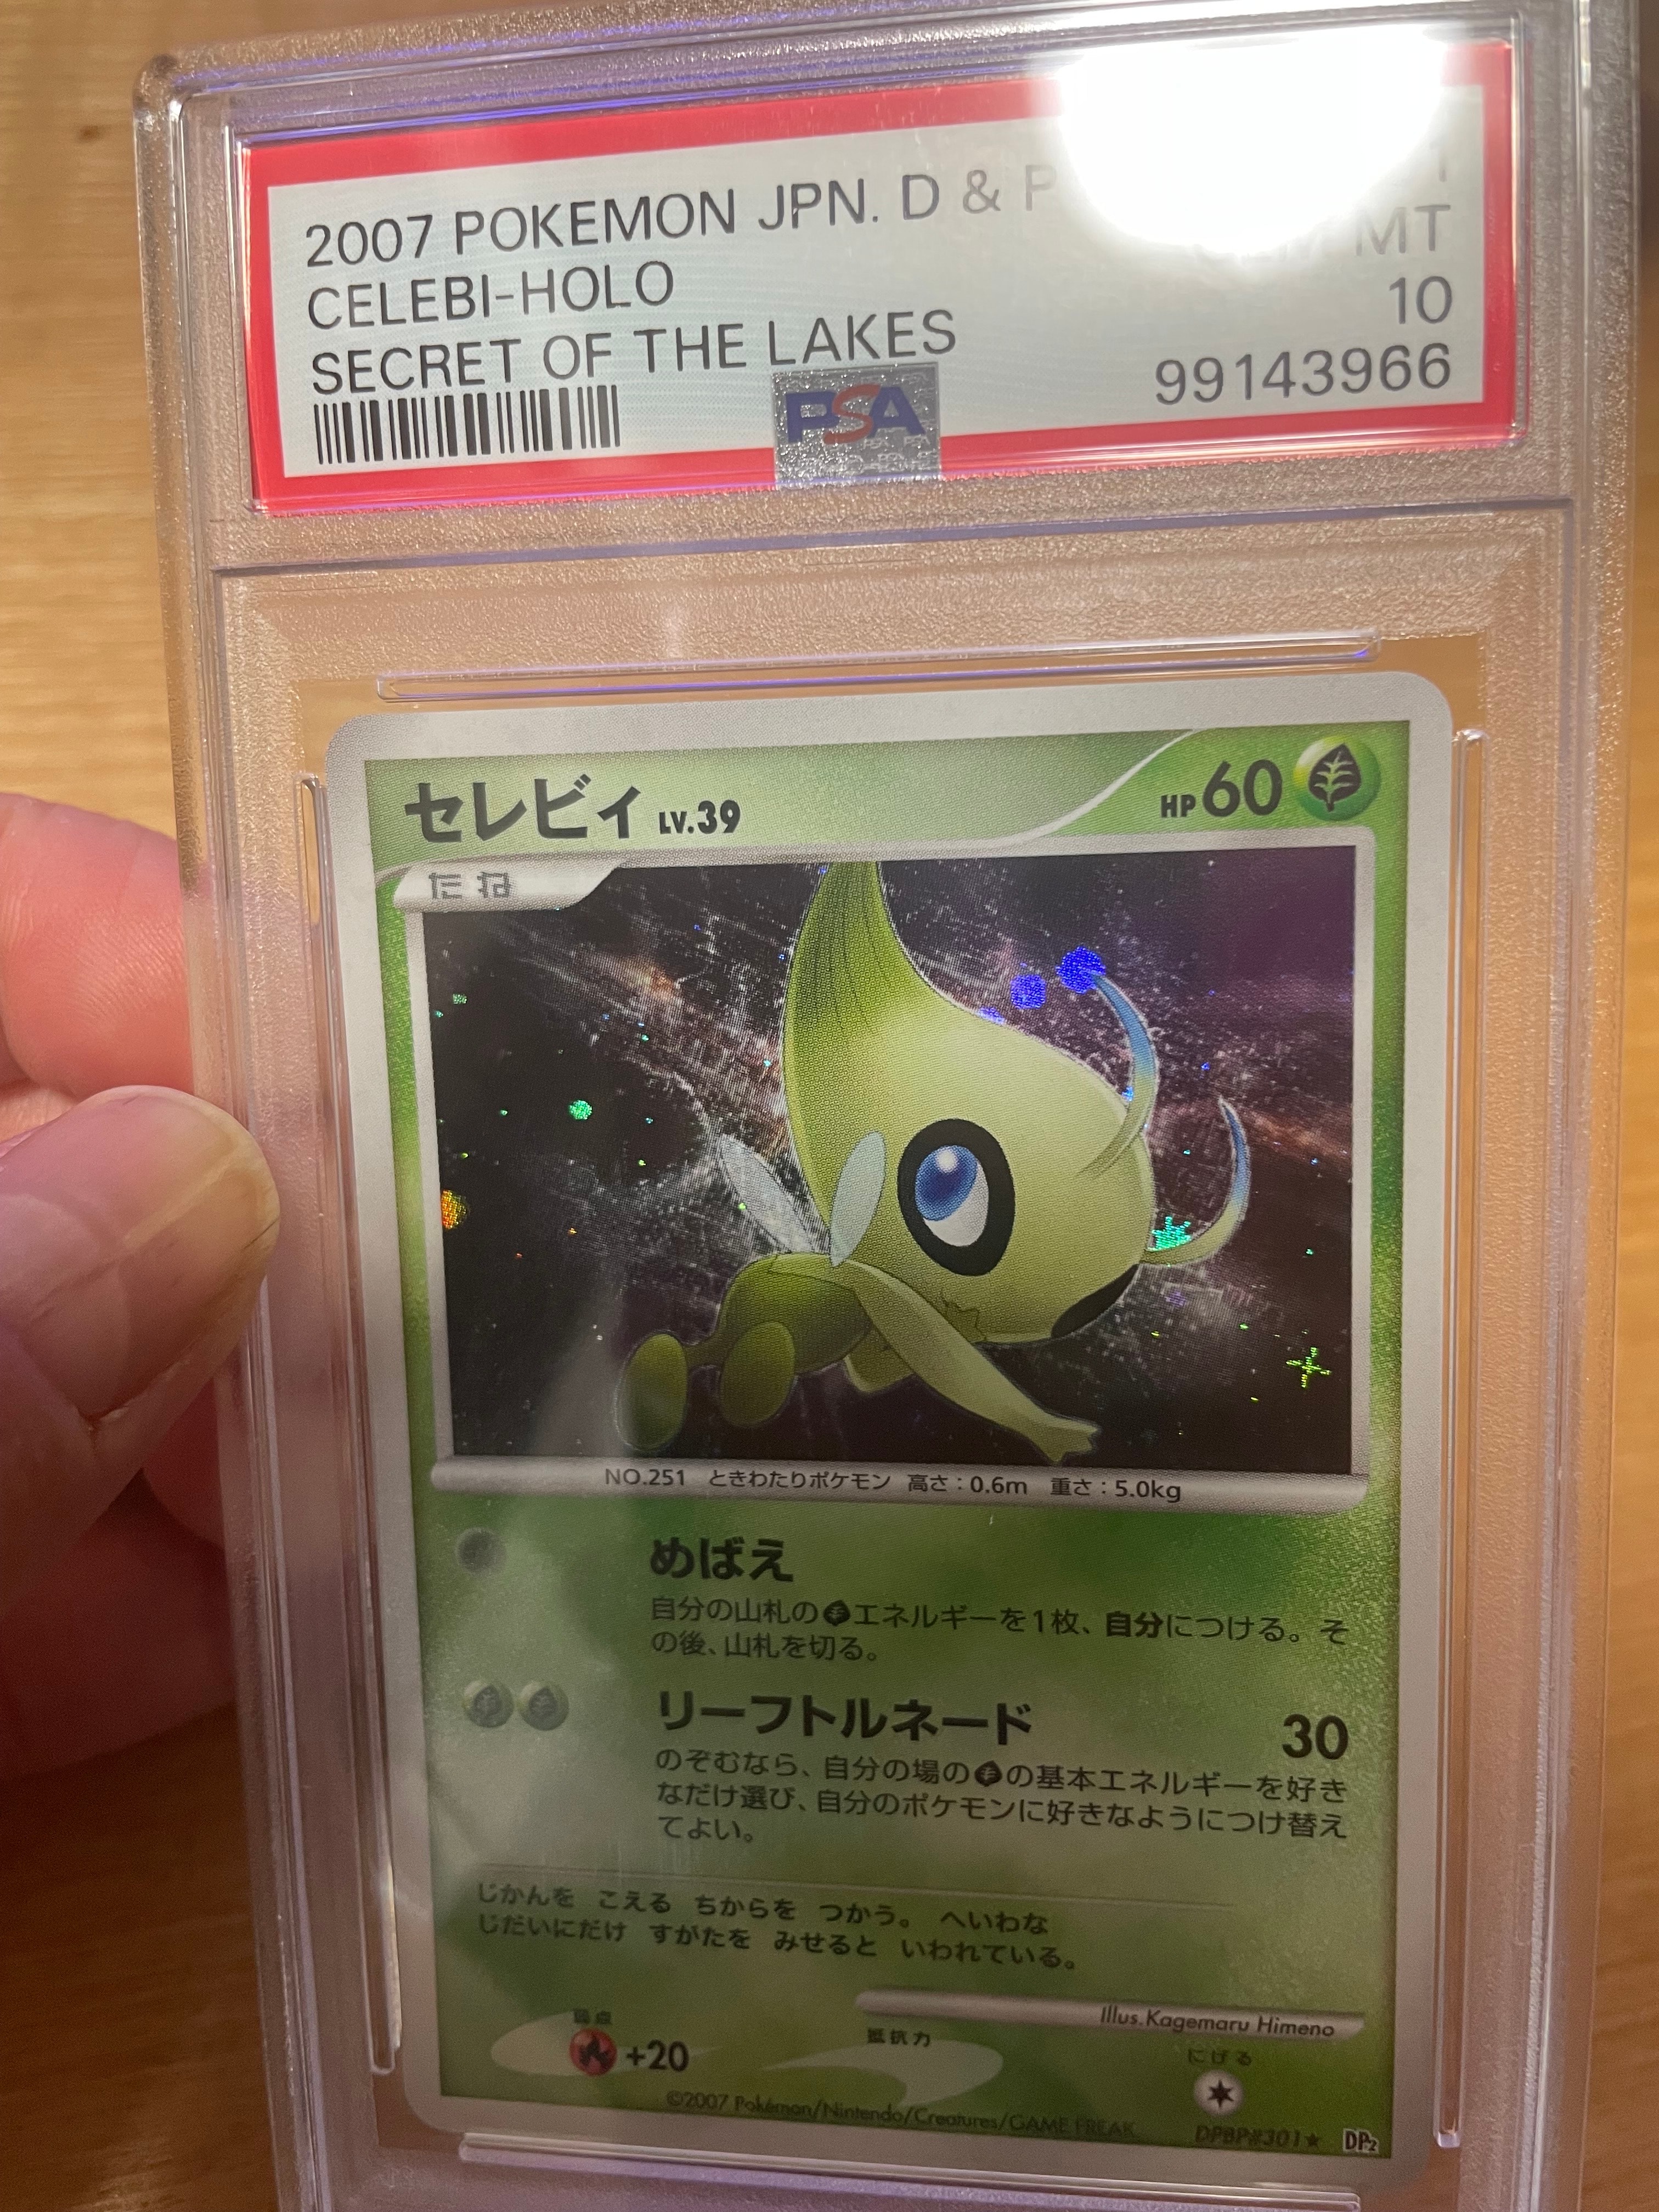 2007 POKEMON JPN. D & P
MT
CELEBI-HOLO
10
SECRET OF THE LAKES
99143966
PSA
セレビィ LV.39
HP 60
たね
NO.251 ときわたりポケモン 高さ:0.6m 重さ:5.0kg
めばえ
自分の山札のエネルギーを1枚、自分につける。そ
の後、山札を切る。
リーフトルネード 30
のぞむなら、自分の場のの基本エネルギーを好き
なだけ選び、自分のポケモンに好きなようにつけ替え
てよい。
じかんを こえる ちからを つかう。 へいわな
じだいにだけ すがたを みせると いわれている。
Illus.Kagemaru Himeno
弱点
+20
抵抗力
にげる
©2007 Pokémon/Nintendo/Creatures/GAME FREAK
DPBP#301★ DP2